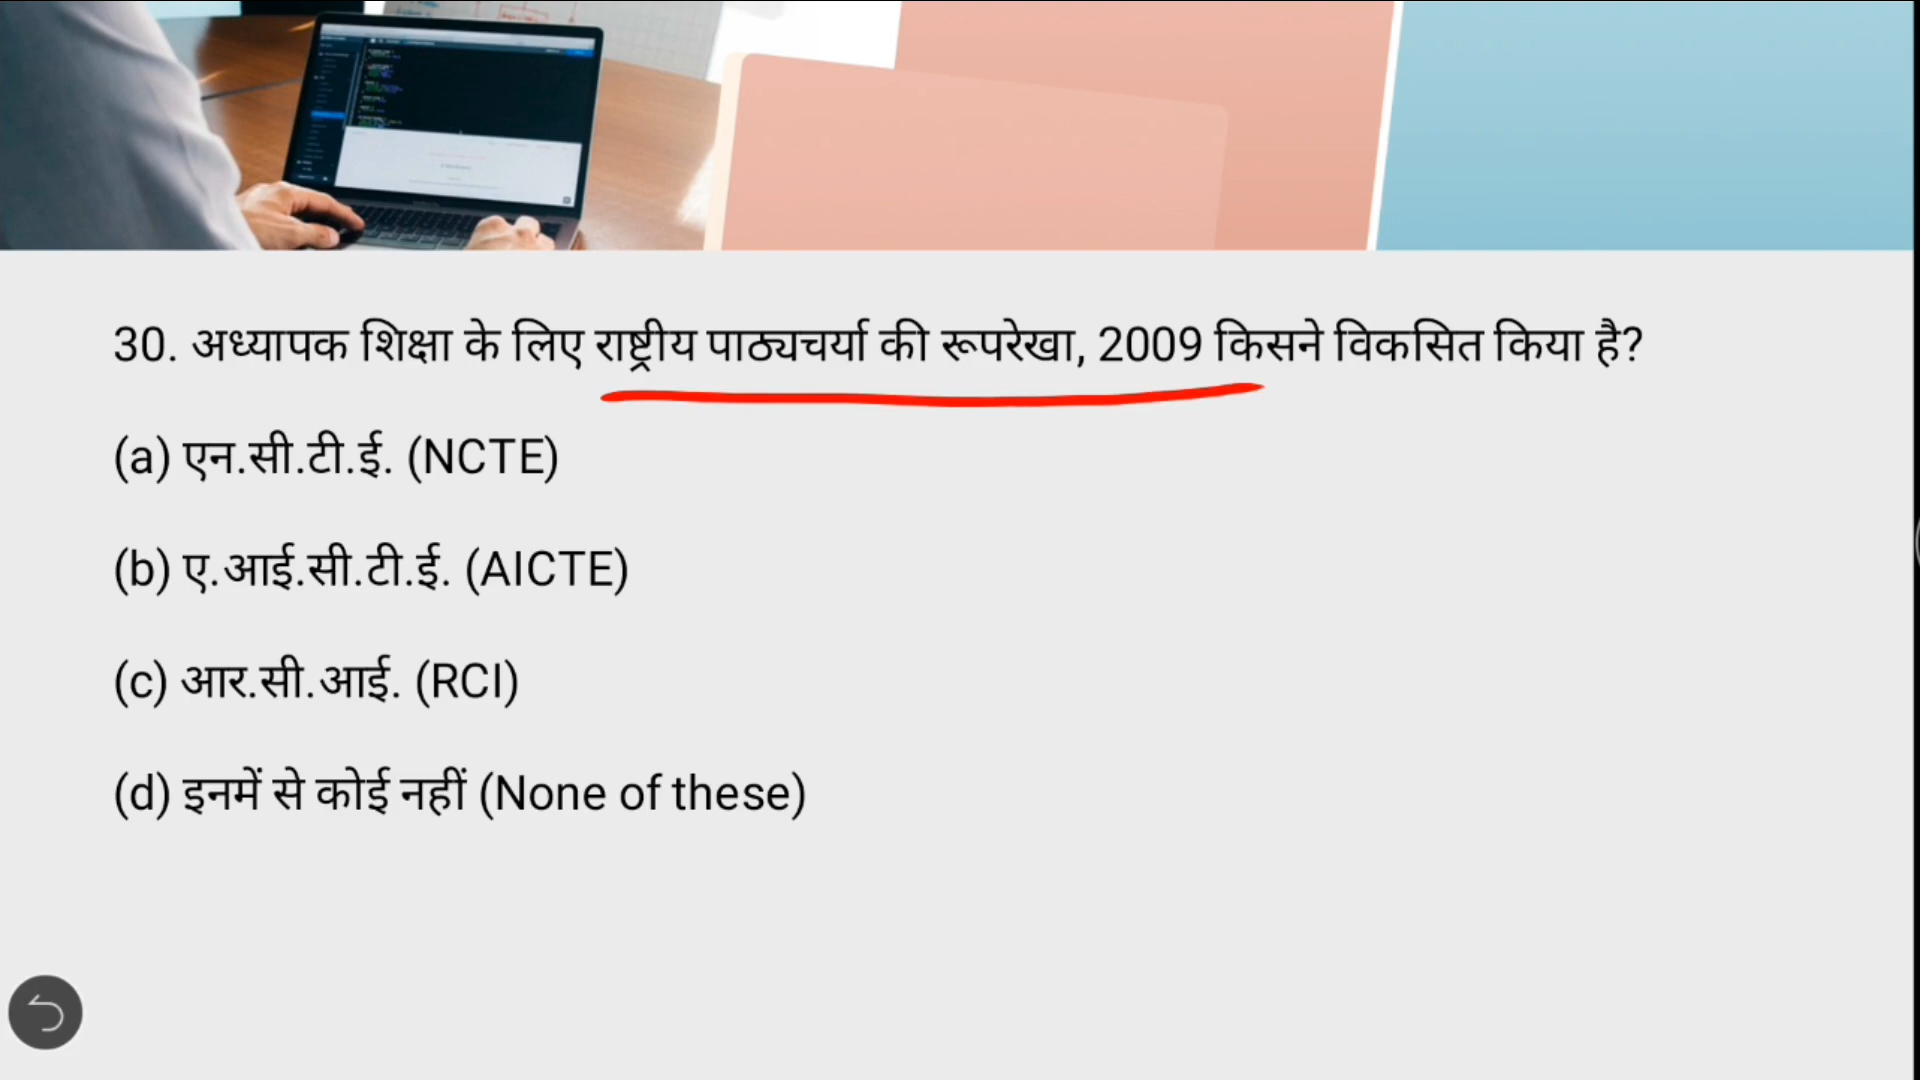 30. अध्यापक शिक्षा के लिए राष्ट्रीय पाठ्यचर्या की रूपरेखा, 2009 किसने विकसित किया है?
(a) एन.सी.टी.ई. (NCTE)
(b) ए.आई.सी.टी.ई. (AICTE)
(c) आर.सी.आई. (RCI)
(d) इनमें से कोई नहीं (None of these)